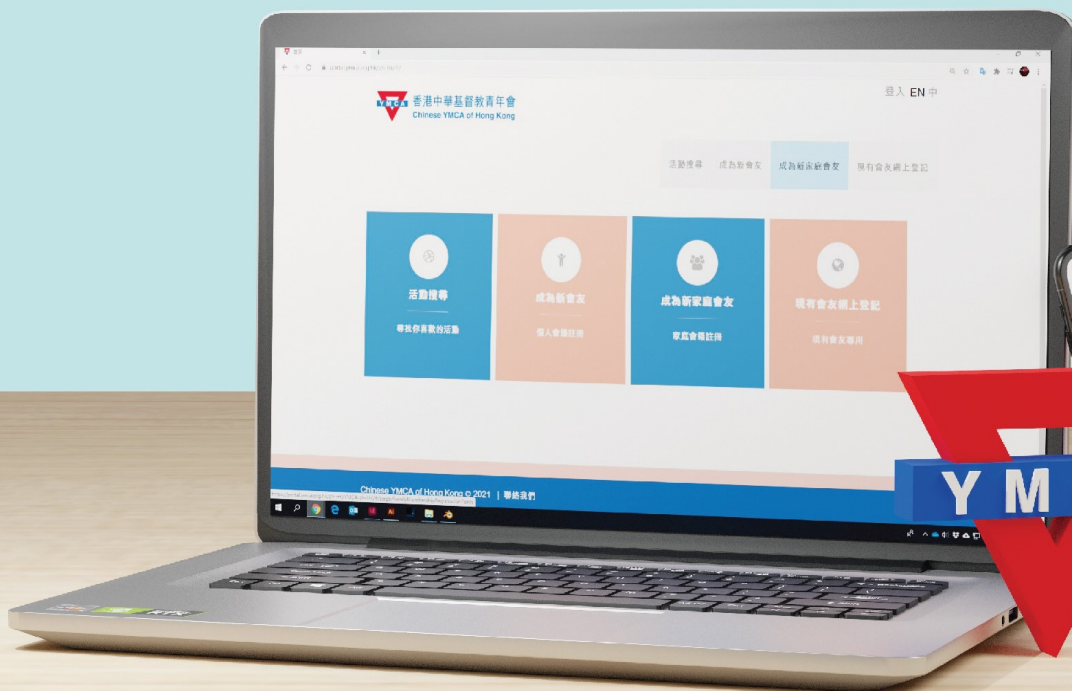 首頁
YMCA
香港中華基督教青年會
Chinese YMCA of Hong Kong
登入 EN 中
活動搜尋 成為新會友 成為新家庭會友 現有會友網上登記
活動搜尋
尋找你喜歡的活動
成為新會友
個人會籍註冊
成為新家庭會友
家庭會籍註冊
現有會友網上登記
現有會友專用
Chinese YMCA of Hong Kong © 2021 | 聯絡我們
Y M